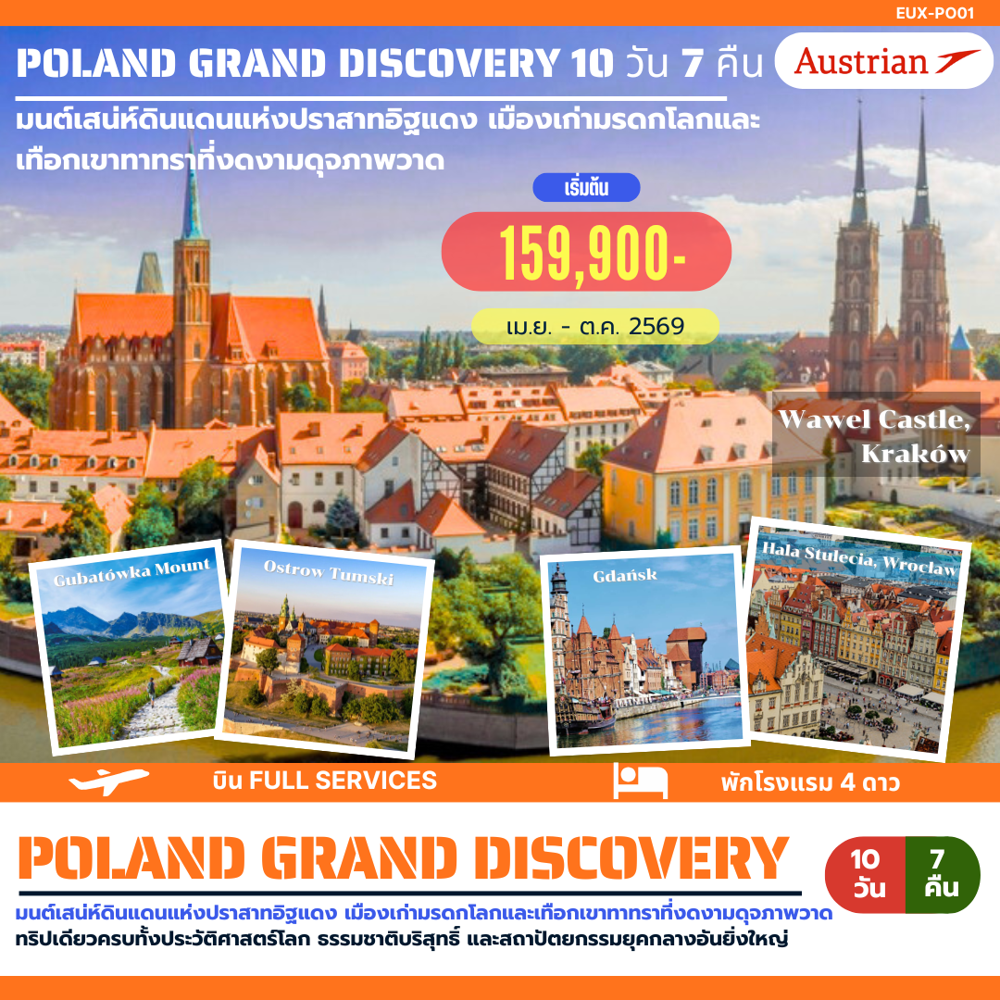 EUX-PO01
POLAND GRAND DISCOVERY 10 วัน 7 คืน
Austrian
มนต์เสน่ห์ดินแดนแห่งปราสาทอิฐแดง เมืองเก่ามรดกโลกและ
เทือกเขาทาทราที่งดงามดุจภาพวาด
เริ่มต้น
159,900-
เม.ย. - ต.ค. 2569
Wawel Castle,
Kraków
Gubatówka Mount
Ostrow Tumski
Gdańsk
Hala Stulecia, Wroclaw
บิน FULL SERVICES
พักโรงแรม 4 ดาว
POLAND GRAND DISCOVERY
10
วัน
7
คืน
มนต์เสน่ห์ดินแดนแห่งปราสาทอิฐแดง เมืองเก่ามรดกโลกและเทือกเขาทาทราที่งดงามดุจภาพวาด
ทริปเดียวครบทั้งประวัติศาสตร์โลก ธรรมชาติบริสุทธิ์ และสถาปัตยกรรมยุคกลางอันยิ่งใหญ่